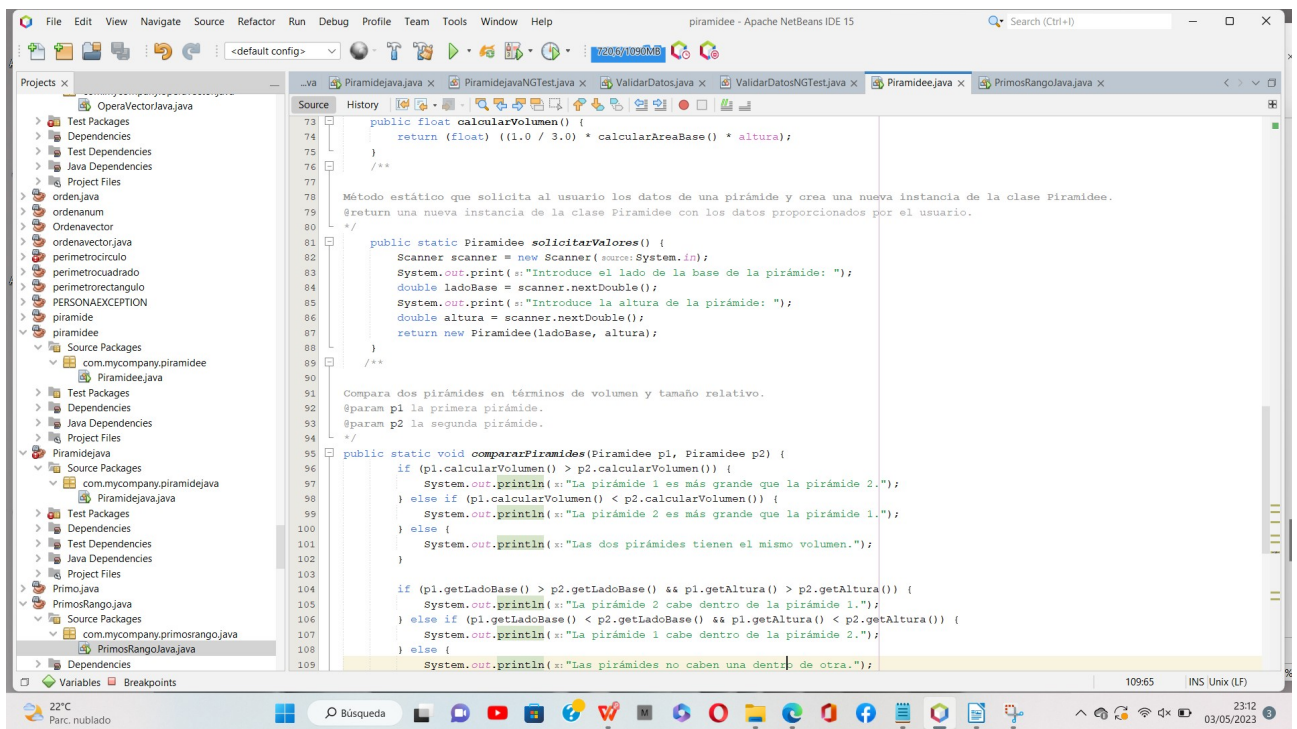 File Edit View Navigate Source Refactor Run Debug Profile Team Tools Window Help piramidee - Apache NetBeans IDE 15 Search (Ctrl+I)
<default config> 720,6/1090MB
Projects
...va Piramidejava.java PiramidejavaNGTest.java ValidarDatos.java ValidarDatosNGTest.java Piramidee.java PrimosRangoJava.java
Source History
OperaVectorJava.java
Test Packages
Dependencies
Test Dependencies
Java Dependencies
Project Files
orden.java
ordenanum
Ordenavector
ordenavector.java
perimetrocirculo
perimetrocuadrado
perimetrorectangulo
PERSONAEXCEPTION
piramide
piramidee
Source Packages
com.mycompany.piramidee
Piramidee.java
Test Packages
Dependencies
Java Dependencies
Project Files
Piramidejava
Source Packages
com.mycompany.piramidejava
Piramidejava.java
Test Packages
Dependencies
Test Dependencies
Java Dependencies
Project Files
Primo.java
PrimosRango.java
Source Packages
com.mycompany.primosrango.java
PrimosRangoJava.java
Dependencies
73 public float calcularVolumen() {
74 return (float) ((1.0 / 3.0) * calcularAreaBase() * altura);
75 }
76 /**
77
78 Método estático que solicita al usuario los datos de una pirámide y crea una nueva instancia de la clase Piramidee.
79 @return una nueva instancia de la clase Piramidee con los datos proporcionados por el usuario.
80 */
81 public static Piramidee solicitarValores() {
82 Scanner scanner = new Scanner(source: System.in);
83 System.out.print(s: "Introduce el lado de la base de la pirámide: ");
84 double ladoBase = scanner.nextDouble();
85 System.out.print(s: "Introduce la altura de la pirámide: ");
86 double altura = scanner.nextDouble();
87 return new Piramidee(ladoBase, altura);
88 }
89 /**
90
91 Compara dos pirámides en términos de volumen y tamaño relativo.
92 @param p1 la primera pirámide.
93 @param p2 la segunda pirámide.
94 */
95 public static void compararPiramides(Piramidee p1, Piramidee p2) {
96 if (p1.calcularVolumen() > p2.calcularVolumen()) {
97 System.out.println(x: "La pirámide 1 es más grande que la pirámide 2.");
98 } else if (p1.calcularVolumen() < p2.calcularVolumen()) {
99 System.out.println(x: "La pirámide 2 es más grande que la pirámide 1.");
100 } else {
101 System.out.println(x: "Las dos pirámides tienen el mismo volumen.");
102 }
103
104 if (p1.getLadoBase() > p2.getLadoBase() && p1.getAltura() > p2.getAltura()) {
105 System.out.println(x: "La pirámide 2 cabe dentro de la pirámide 1.");
106 } else if (p1.getLadoBase() < p2.getLadoBase() && p1.getAltura() < p2.getAltura()) {
107 System.out.println(x: "La pirámide 1 cabe dentro de la pirámide 2.");
108 } else {
109 System.out.println(x: "Las pirámides no caben una dentro de otra.");
Variables Breakpoints 109:65 INS Unix (LF)
22°C
Parc. nublado
Búsqueda
23:12
03/05/2023 3